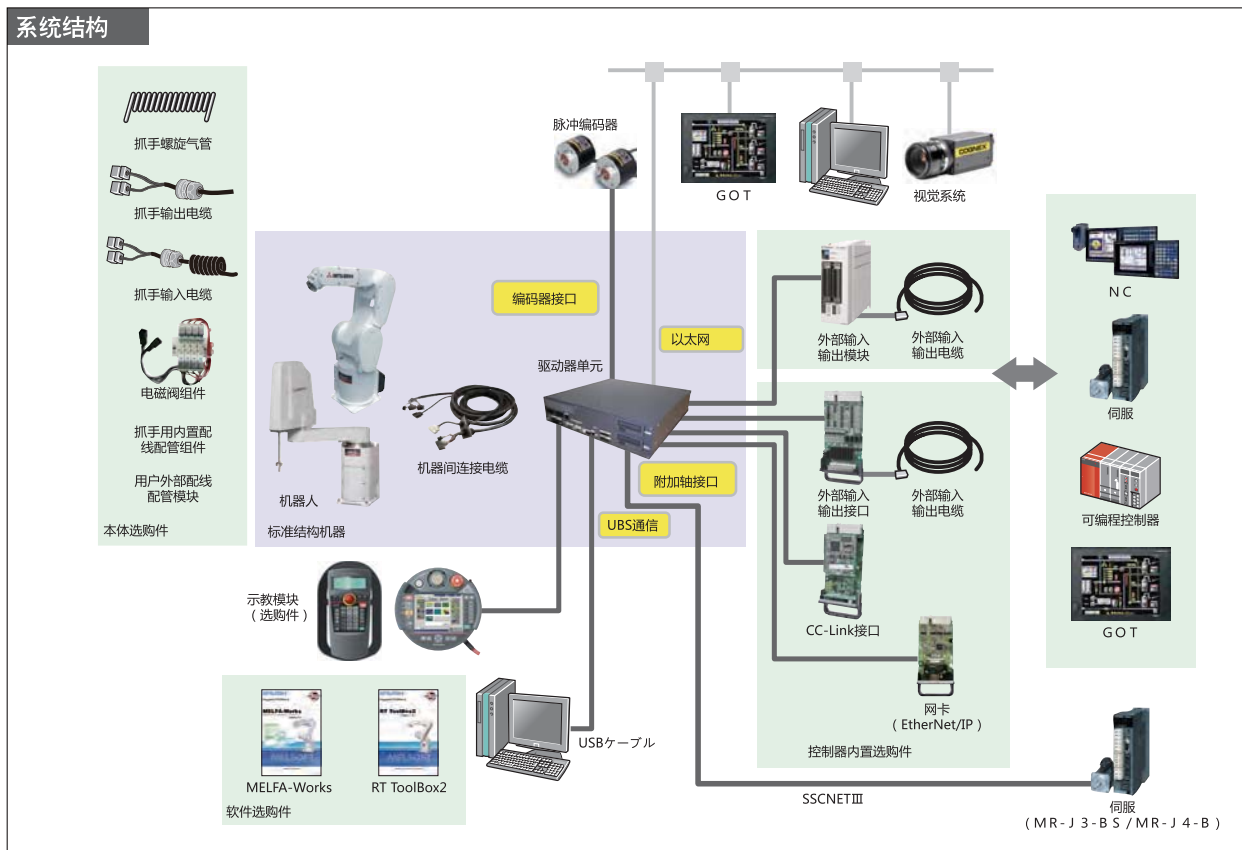 系统结构
抓手螺旋气管
抓手输出电缆
抓手输入电缆
电磁阀组件
抓手用内置配
线配管组件
用户外部配线
配管模块
本体选购件
脉冲编码器
GOT
COGNEX
视觉系统
编码器接口
以太网
驱动器单元
机器间连接电缆
机器人
标准结构机器
附加轴接口
UBS通信
外部输入
输出模块
外部输入
输出电缆
外部输入
输出接口
外部输入
输出电缆
CC-Link接口
网卡
(EtherNet/IP)
控制器内置选购件
NC
伺服
可编程控制器
GOT
示教模块
(选购件)
MELFA-Works
RT ToolBox2
MELFA-Works
RT ToolBox2
软件选购件
USBケーブル
SSCNETⅢ
伺服
(MR-J3-BS/MR-J4-B)